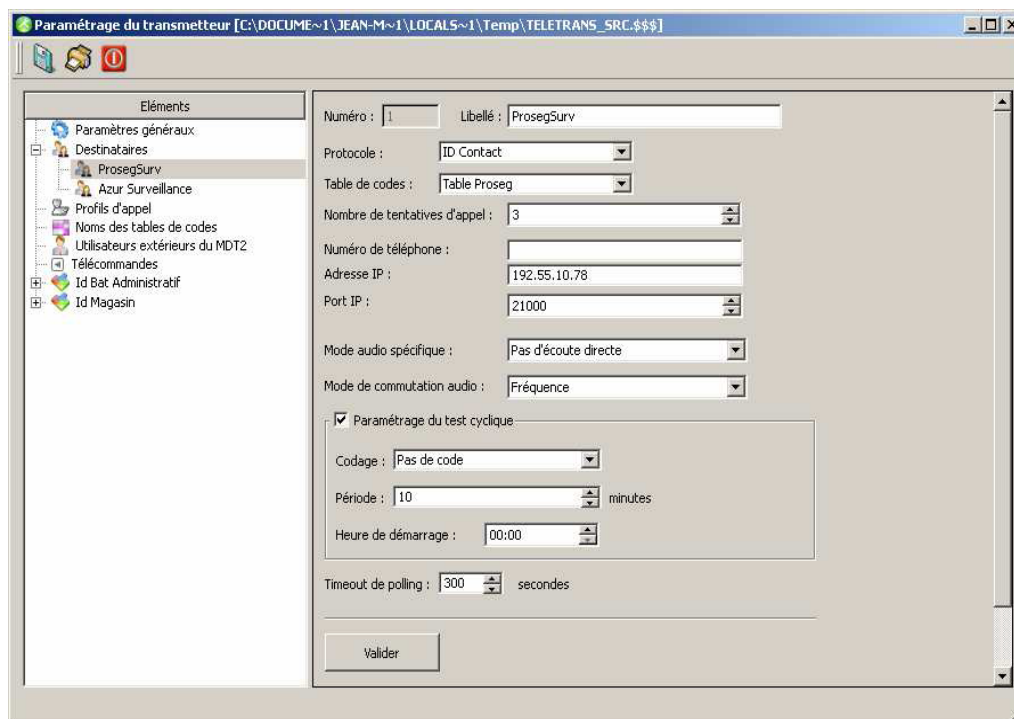 Paramétrage du transmetteur [C:\DOCUME~1\JEAN-M~1\LOCALS~1\Temp\TELETRANS_SRC.$$$]
Eléments
Paramètres généraux
Destinataires
ProsegSurv
Azur Surveillance
Profils d'appel
Noms des tables de codes
Utilisateurs extérieurs du MDT2
Télécommandes
Id Bat Administratif
Id Magasin
Numéro : 1 Libellé : ProsegSurv
Protocole : ID Contact
Table de codes : Table Proseg
Nombre de tentatives d'appel : 3
Numéro de téléphone :
Adresse IP : 192.55.10.78
Port IP : 21000
Mode audio spécifique : Pas d'écoute directe
Mode de commutation audio : Fréquence
Paramétrage du test cyclique
Codage : Pas de code
Période : 10 minutes
Heure de démarrage : 00:00
Timeout de polling : 300 secondes
Valider